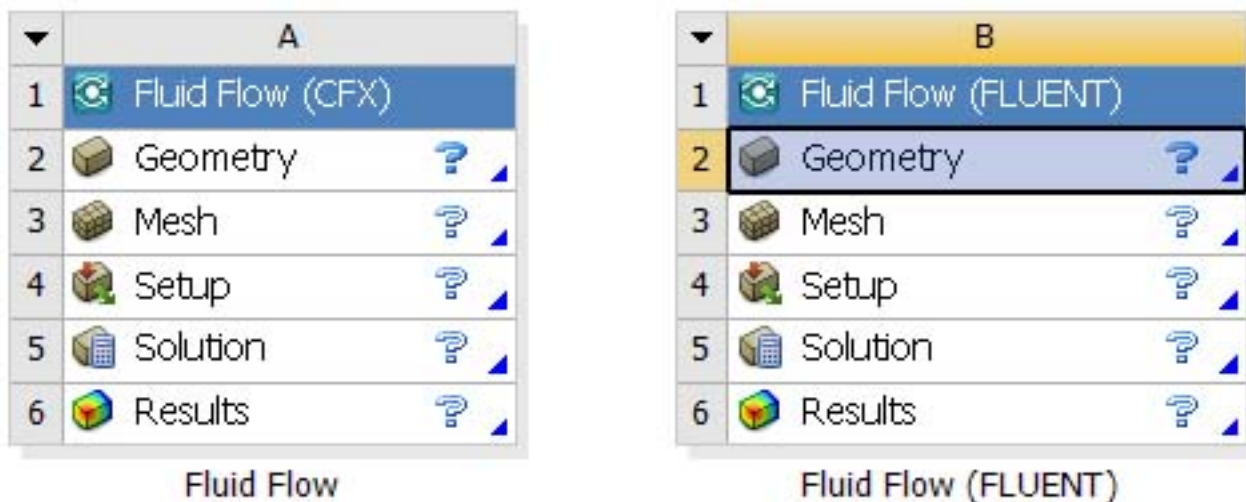 A
1 Fluid Flow (CFX)
2 Geometry ?
3 Mesh ?
4 Setup ?
5 Solution ?
6 Results ?
Fluid Flow
B
1 Fluid Flow (FLUENT)
2 Geometry ?
3 Mesh ?
4 Setup ?
5 Solution ?
6 Results ?
Fluid Flow (FLUENT)